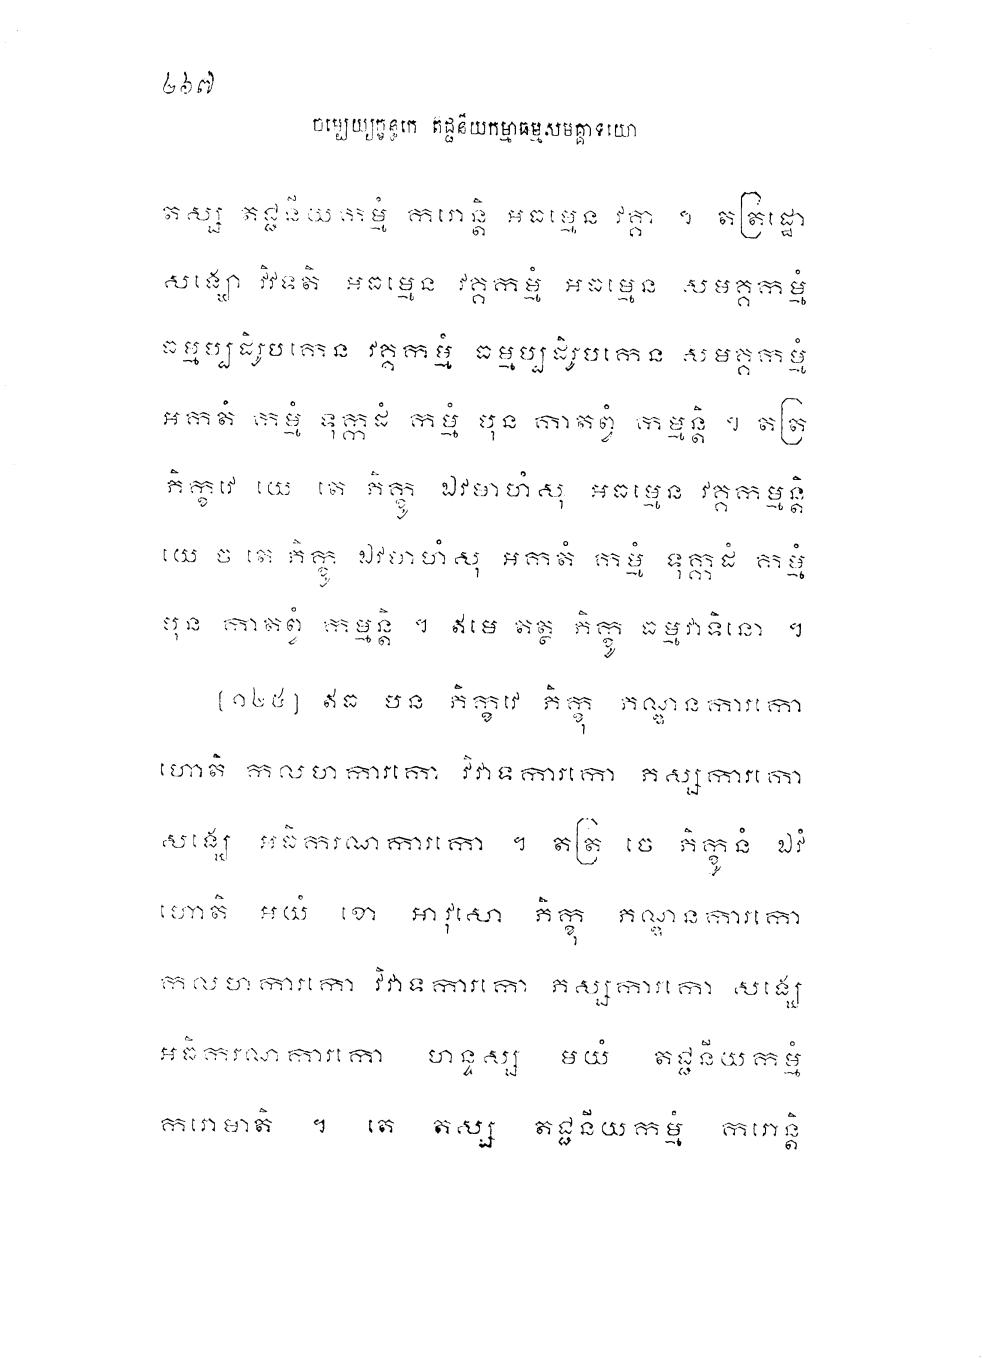 ៤៦៧
ចម្បេយ្យក្ខន្ធកេ តជ្ជនីយកម្មាធម្មសមគ្គាទយោ
តស្ស តជ្ជនីយកម្មំ ករោន្តិ អធម្មេន វគ្គា ។ តត្រដ្ឋោ
សង្ឃោ វិវទតិ អធម្មេន វគ្គកម្មំ អធម្មេន សមគ្គកម្មំ
ធម្មប្បដិរូបកេន វគ្គកម្មំ ធម្មប្បដិរូបកេន សមគ្គកម្មំ
អកតំ កម្មំ ទុក្កដំ កម្មំ បុន កាតព្វំ កម្មន្តិ ។ តត្រ
ភិក្ខវេ យេ តេ ភិក្ខូ ឯវមាហំសុ អធម្មេន វគ្គកម្មន្តិ
យេ ច តេ ភិក្ខូ ឯវមាហំសុ អកតំ កម្មំ ទុក្កដំ កម្មំ
បុន កាតព្វំ កម្មន្តិ ។ ឥមេ តត្ថ ភិក្ខូ ធម្មវាទិនោ ។
[១៤៥] ឥធ បន ភិក្ខវេ ភិក្ខុ ភណ្ឌនការកោ
ហោតិ កលហការកោ វិវាទការកោ ភស្សការកោ
សង្ឃេ អធិករណការកោ ។ តត្រ ចេ ភិក្ខូនំ ឯវំ
ហោតិ អយំ ខោ អាវុសោ ភិក្ខុ ភណ្ឌនការកោ
កលហការកោ វិវាទការកោ ភស្សការកោ សង្ឃេ
អធិករណការកោ ហន្ទស្ស មយំ តជ្ជនីយកម្មំ
ករោមាតិ ។ តេ តស្ស តជ្ជនីយកម្មំ ករោន្តិ